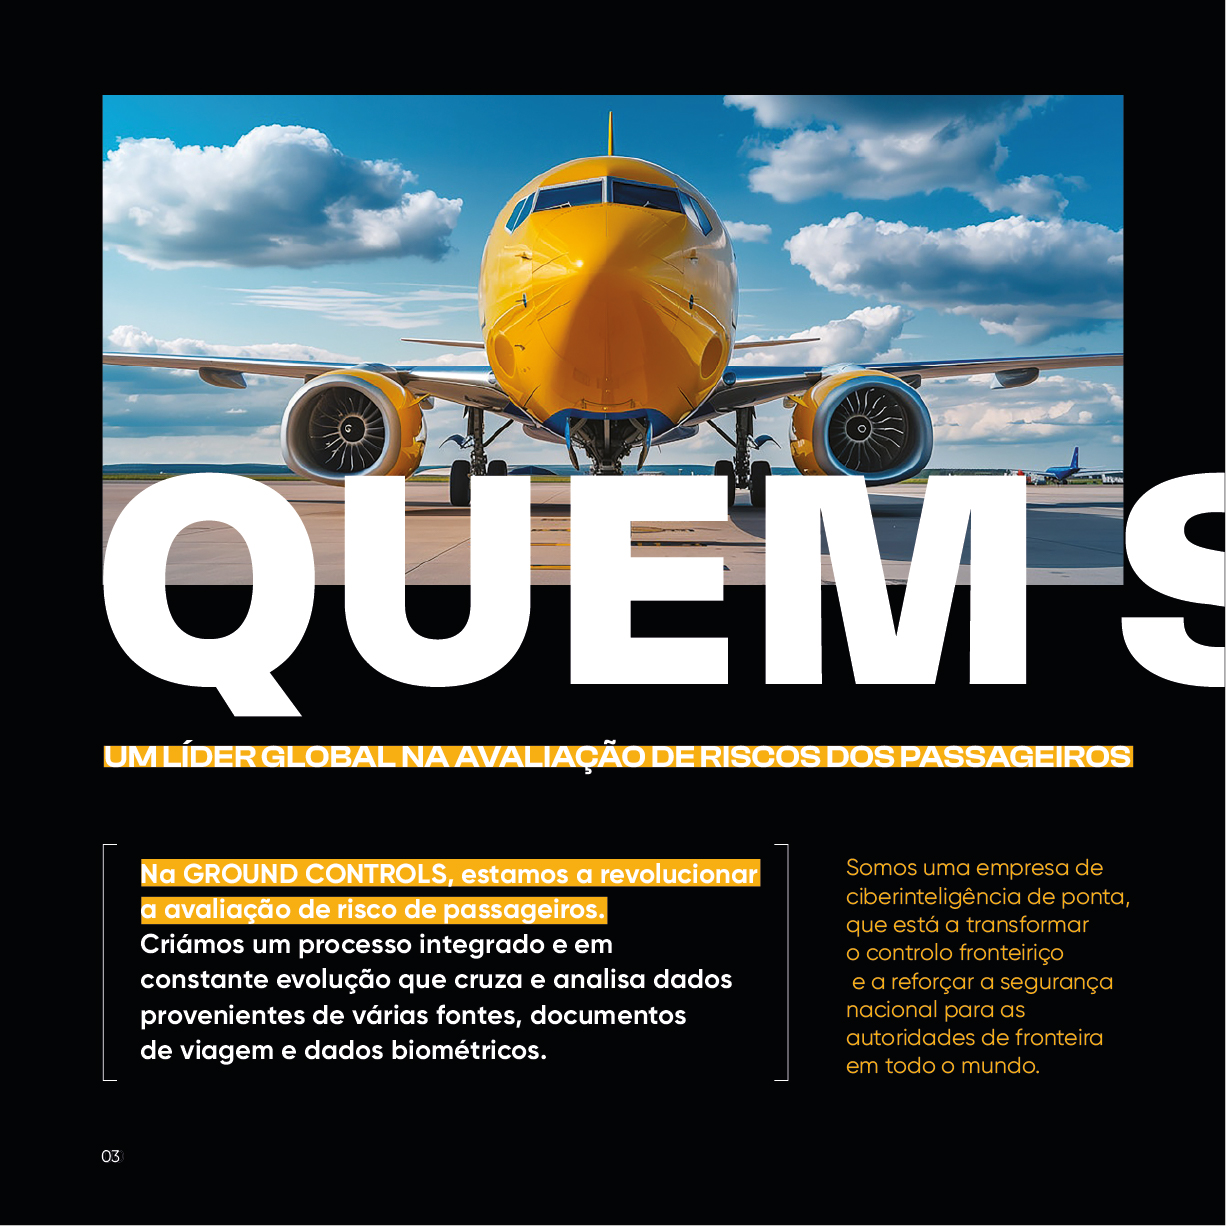 QUEM S
UM LÍDER GLOBAL NA AVALIAÇÃO DE RISCOS DOS PASSAGEIROS
Na GROUND CONTROLS, estamos a revolucionar
a avaliação de risco de passageiros.
Criámos um processo integrado e em
constante evolução que cruza e analisa dados
provenientes de várias fontes, documentos
de viagem e dados biométricos.
Somos uma empresa de
ciberinteligência de ponta,
que está a transformar
o controlo fronteiriço
e a reforçar a segurança
nacional para as
autoridades de fronteira
em todo o mundo.
03